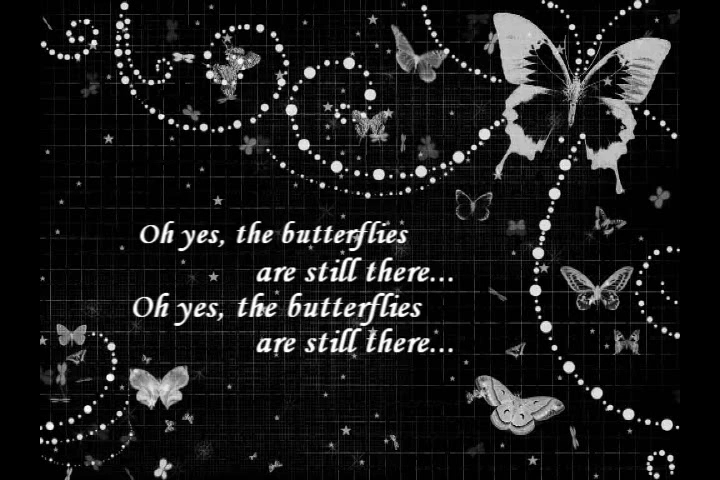 Oh yes, the butterflies
are still there...
Oh yes, the butterflies
are still there...